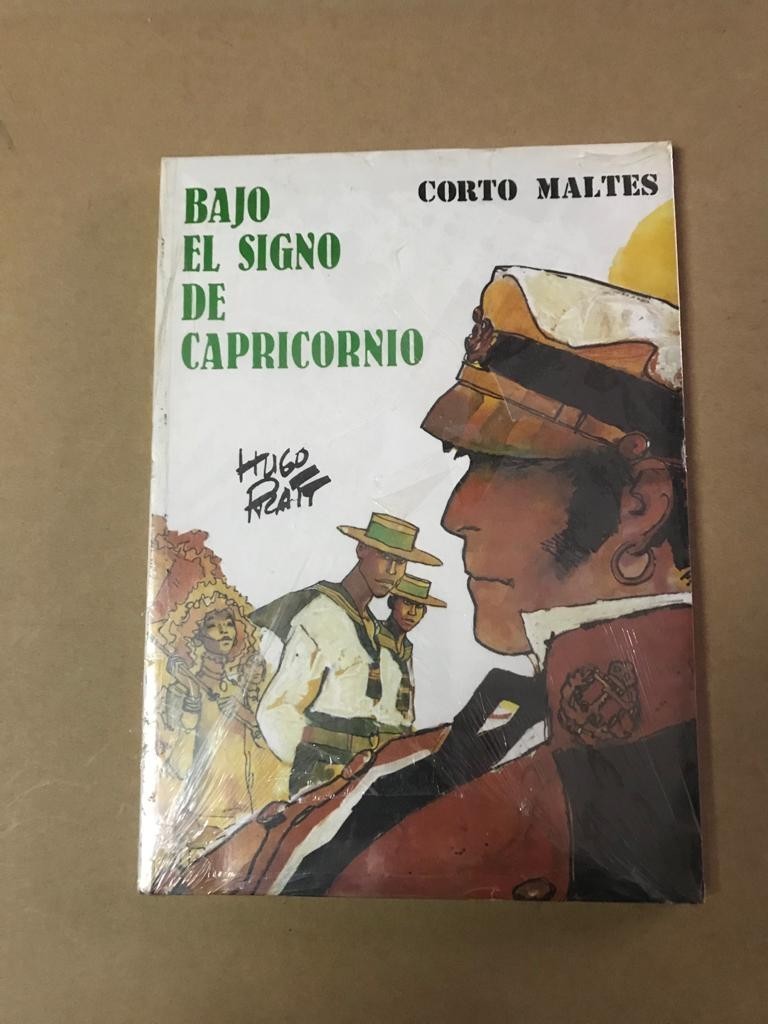 CORTO MALTES
BAJO
EL SIGNO
DE
CAPRICORNIO
HUGO
PRATT